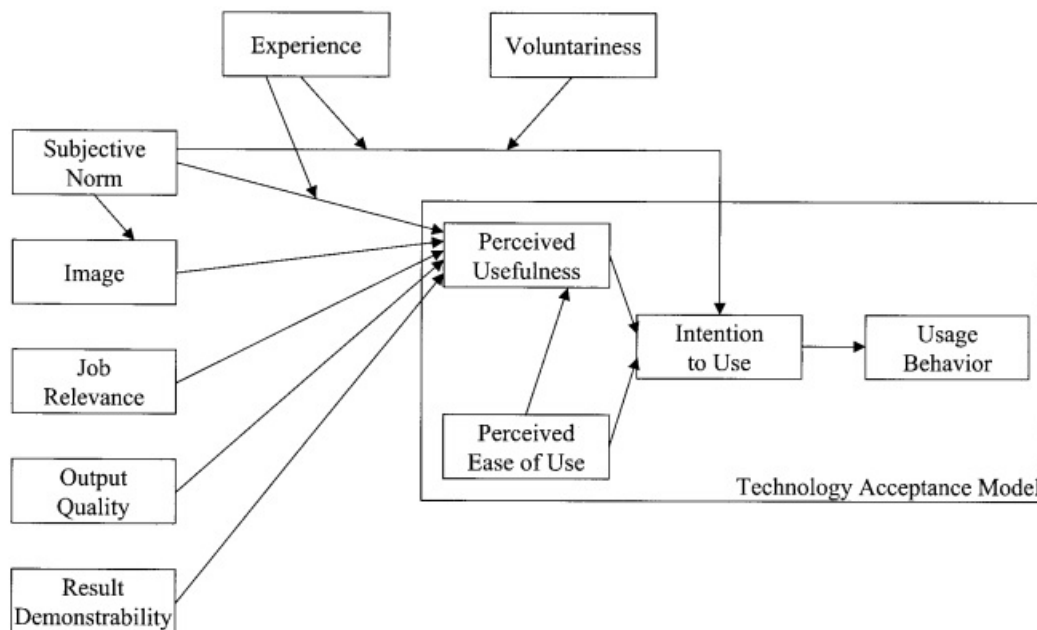 Experience
Voluntariness
Subjective
Norm
Image
Job
Relevance
Output
Quality
Result
Demonstrability
Perceived
Usefulness
Perceived
Ease of Use
Intention
to Use
Usage
Behavior
Technology Acceptance Model